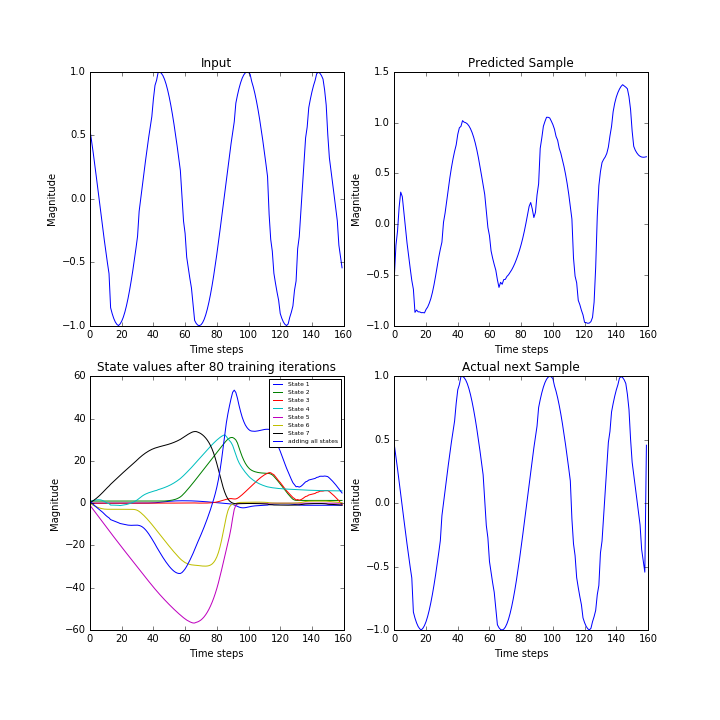 Input
Predicted Sample
Magnitude
1.0
0.5
0.0
−0.5
−1.0
0 20 40 60 80 100 120 140 160
Time steps
Magnitude
1.5
1.0
0.5
0.0
−0.5
−1.0
0 20 40 60 80 100 120 140 160
Time steps
State values after 80 training iterations
Actual next Sample
Magnitude
60
40
20
0
−20
−40
−60
0 20 40 60 80 100 120 140 160
Time steps
State 1
State 2
State 3
State 4
State 5
State 6
State 7
adding all states
Magnitude
1.0
0.5
0.0
−0.5
−1.0
0 20 40 60 80 100 120 140 160
Time steps